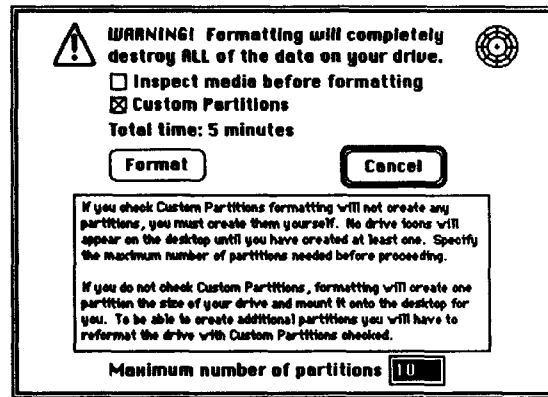 WARNING! Formatting will completely
destroy ALL of the data on your drive.
Inspect media before formatting
Custom Partitions
Total time: 5 minutes
Format
Cancel
If you check Custom Partitions formatting will not create any
partitions, you must create them yourself. No drive icons will
appear on the desktop until you have created at least one. Specify
the maximum number of partitions needed before proceeding.
If you do not check Custom Partitions, formatting will create one
partition the size of your drive and mount it onto the desktop for
you. To be able to create additional partitions you will have to
reformat the drive with Custom Partitions checked.
Maximum number of partitions 10